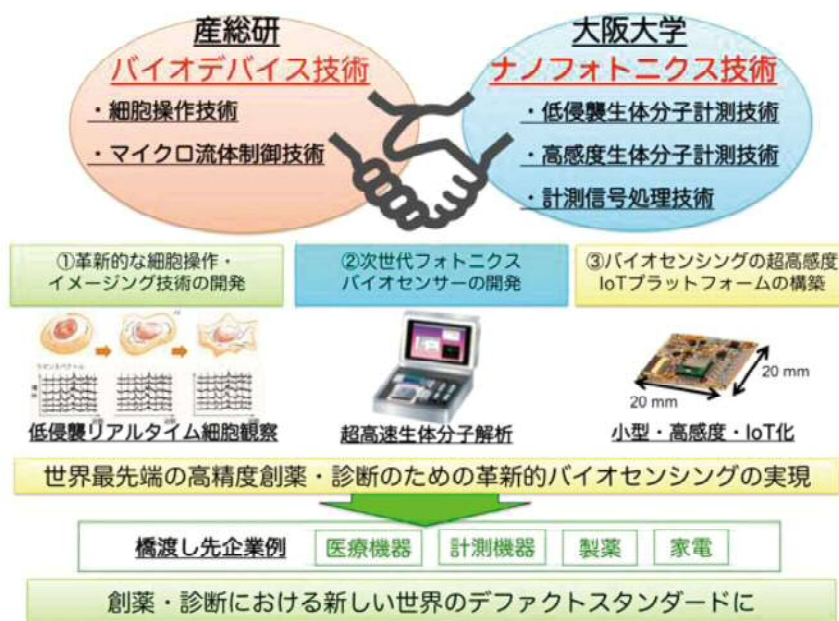 産総研
バイオデバイス技術
・細胞操作技術
・マイクロ流体制御技術
大阪大学
ナノフォトニクス技術
・低侵襲生体分子計測技術
・高感度生体分子計測技術
・計測信号処理技術
①革新的な細胞操作・
イメージング技術の開発
②次世代フォトニクス
バイオセンサーの開発
③バイオセンシングの超高感度
IoTプラットフォームの構築
低侵襲リアルタイム細胞観察
超高速生体分子解析
20 mm
20 mm
小型・高感度・IoT化
世界最先端の高精度創薬・診断のための革新的バイオセンシングの実現
橋渡し先企業例
医療機器
計測機器
製薬
家電
創薬・診断における新しい世界のデファクトスタンダードに